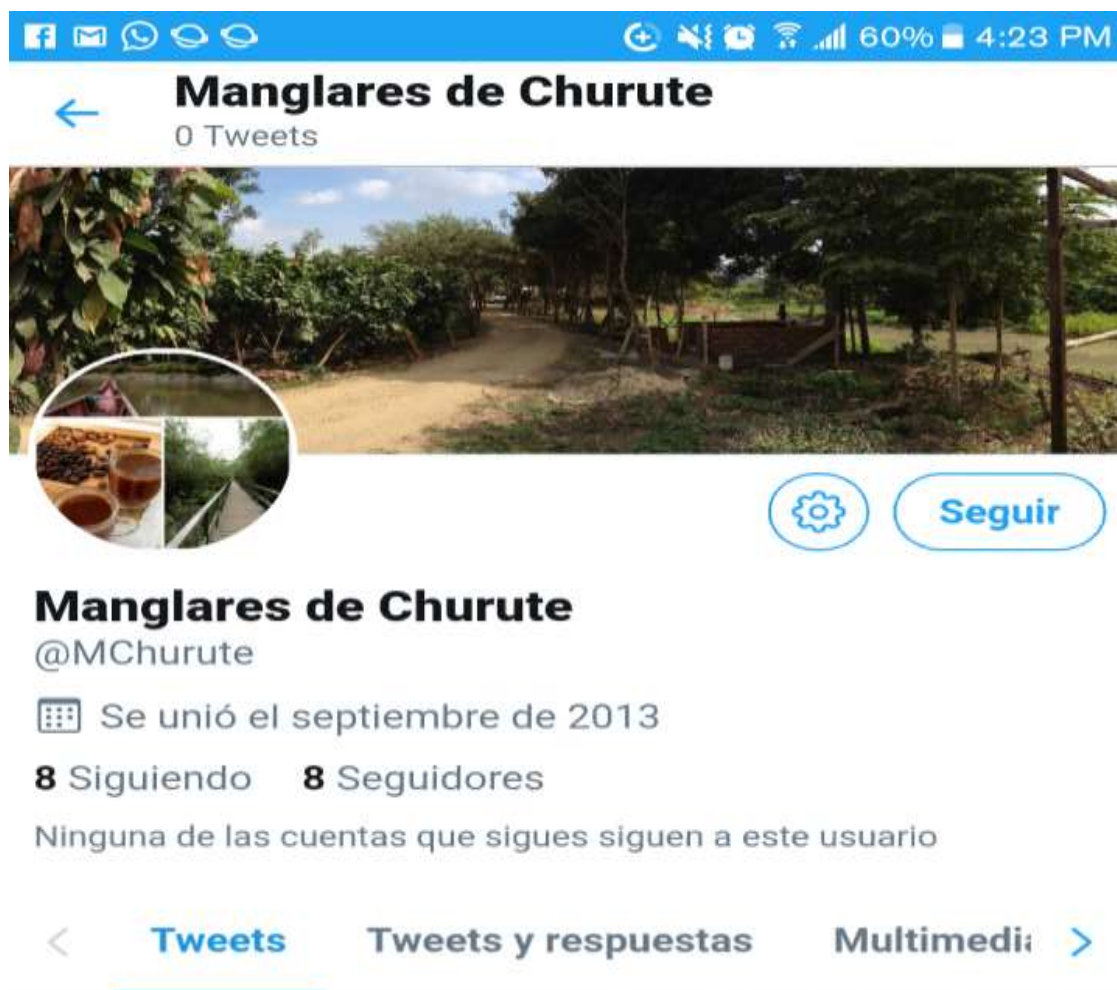 60% 4:23 PM
Manglares de Churute
0 Tweets
Seguir
Manglares de Churute
@MChurute
Se unió el septiembre de 2013
8 Siguiendo 8 Seguidores
Ninguna de las cuentas que sigues siguen a este usuario
Tweets Tweets y respuestas Multimedi